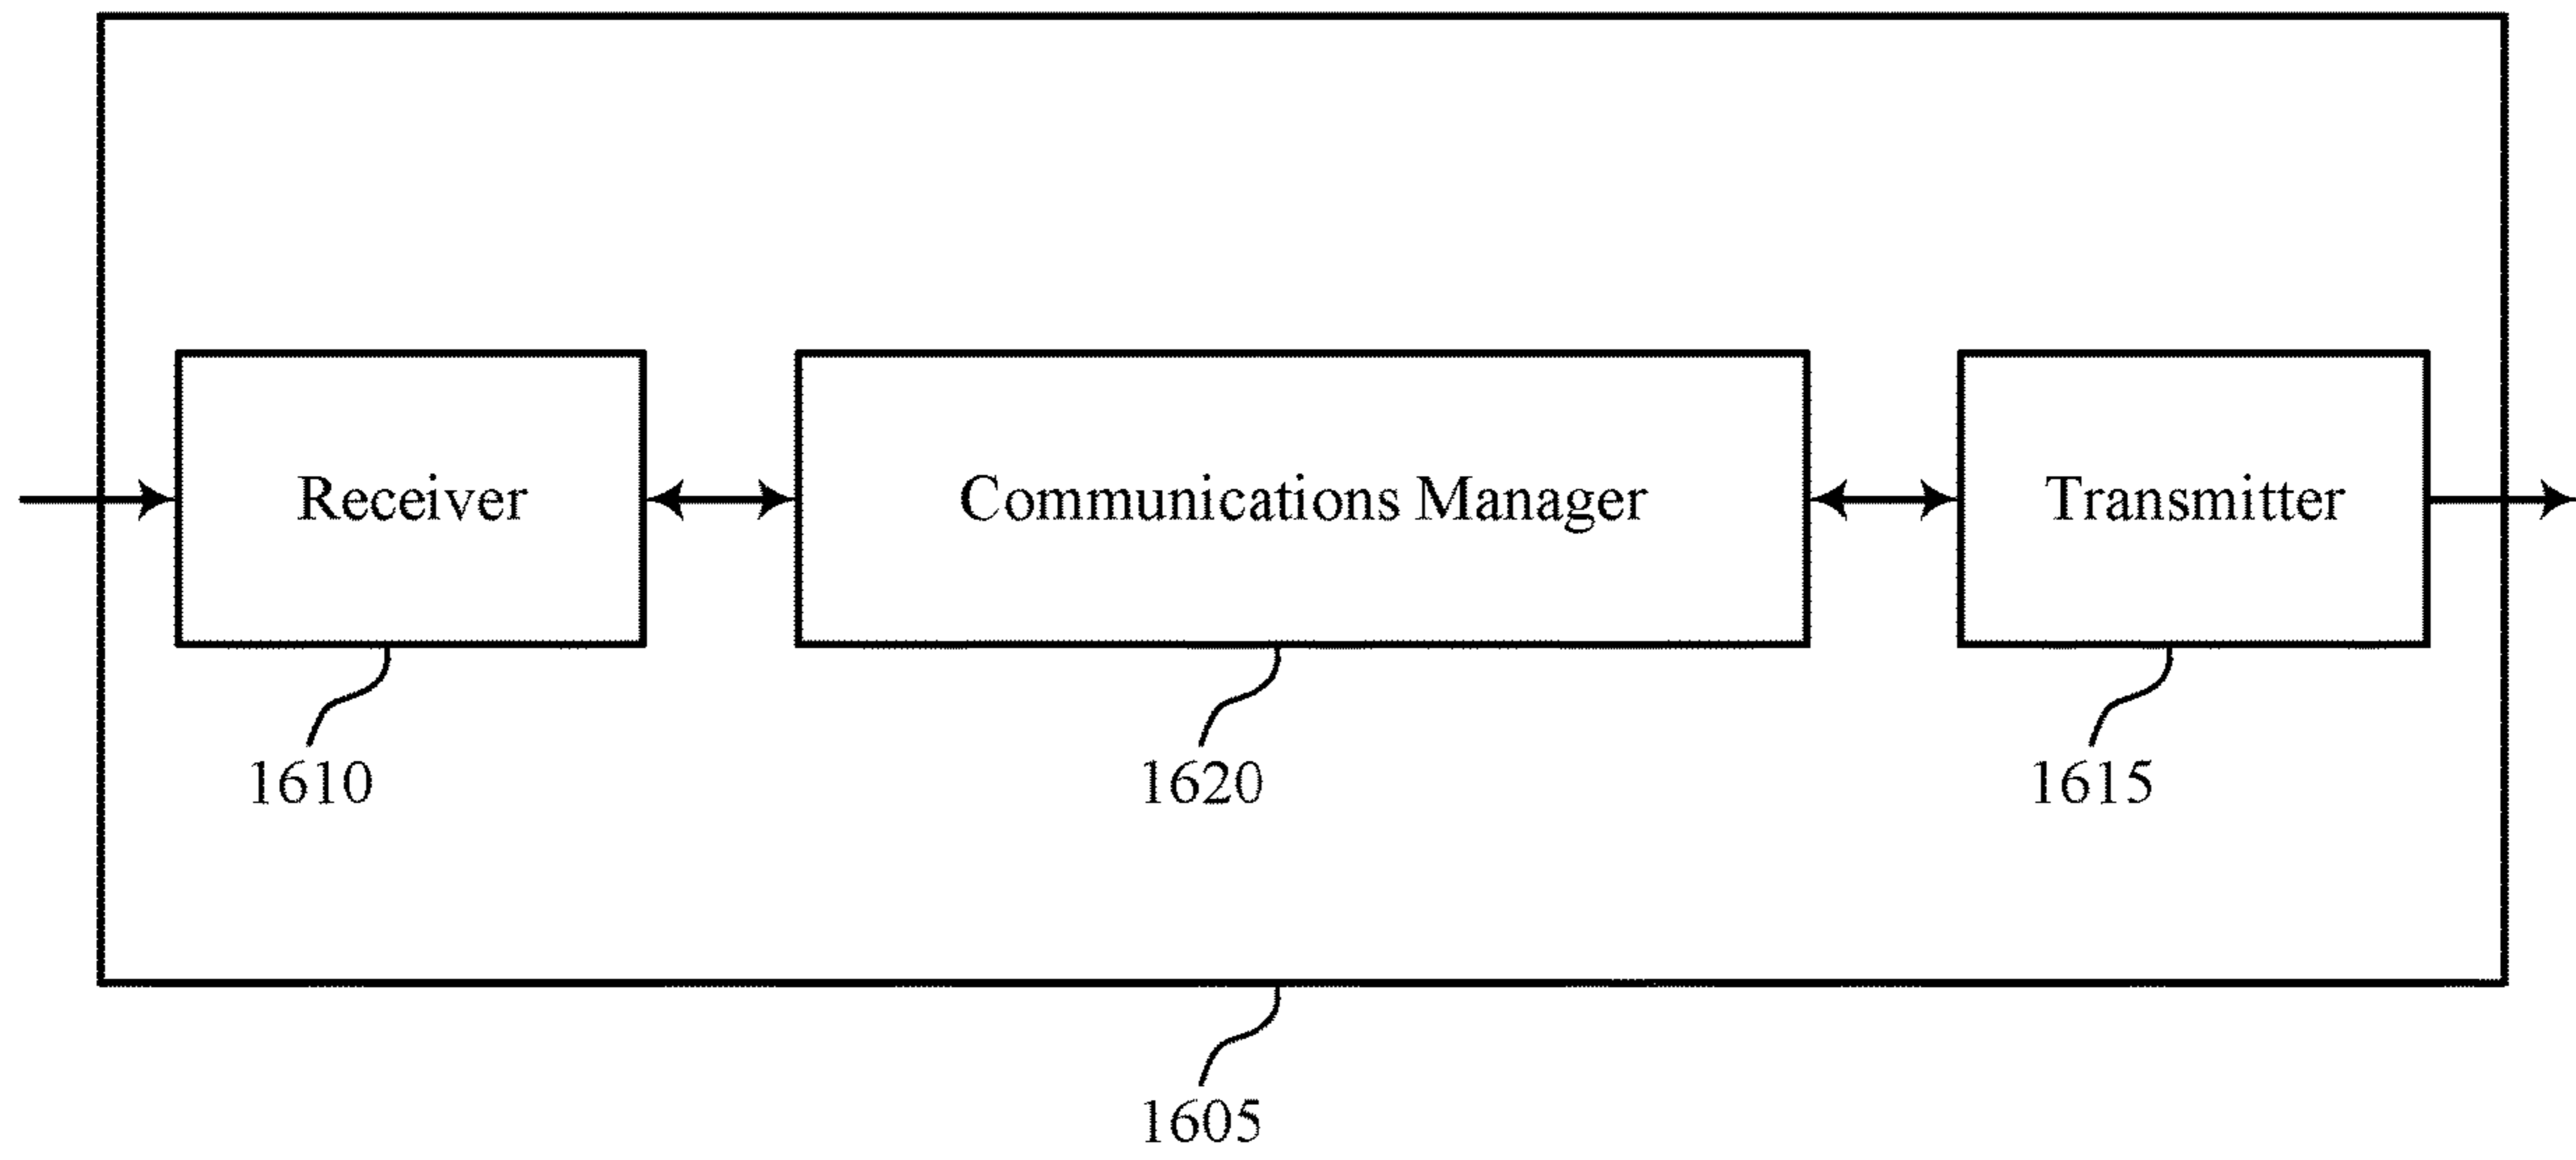 Receiver
Communications Manager
Transmitter
1610
1620
1615
1605